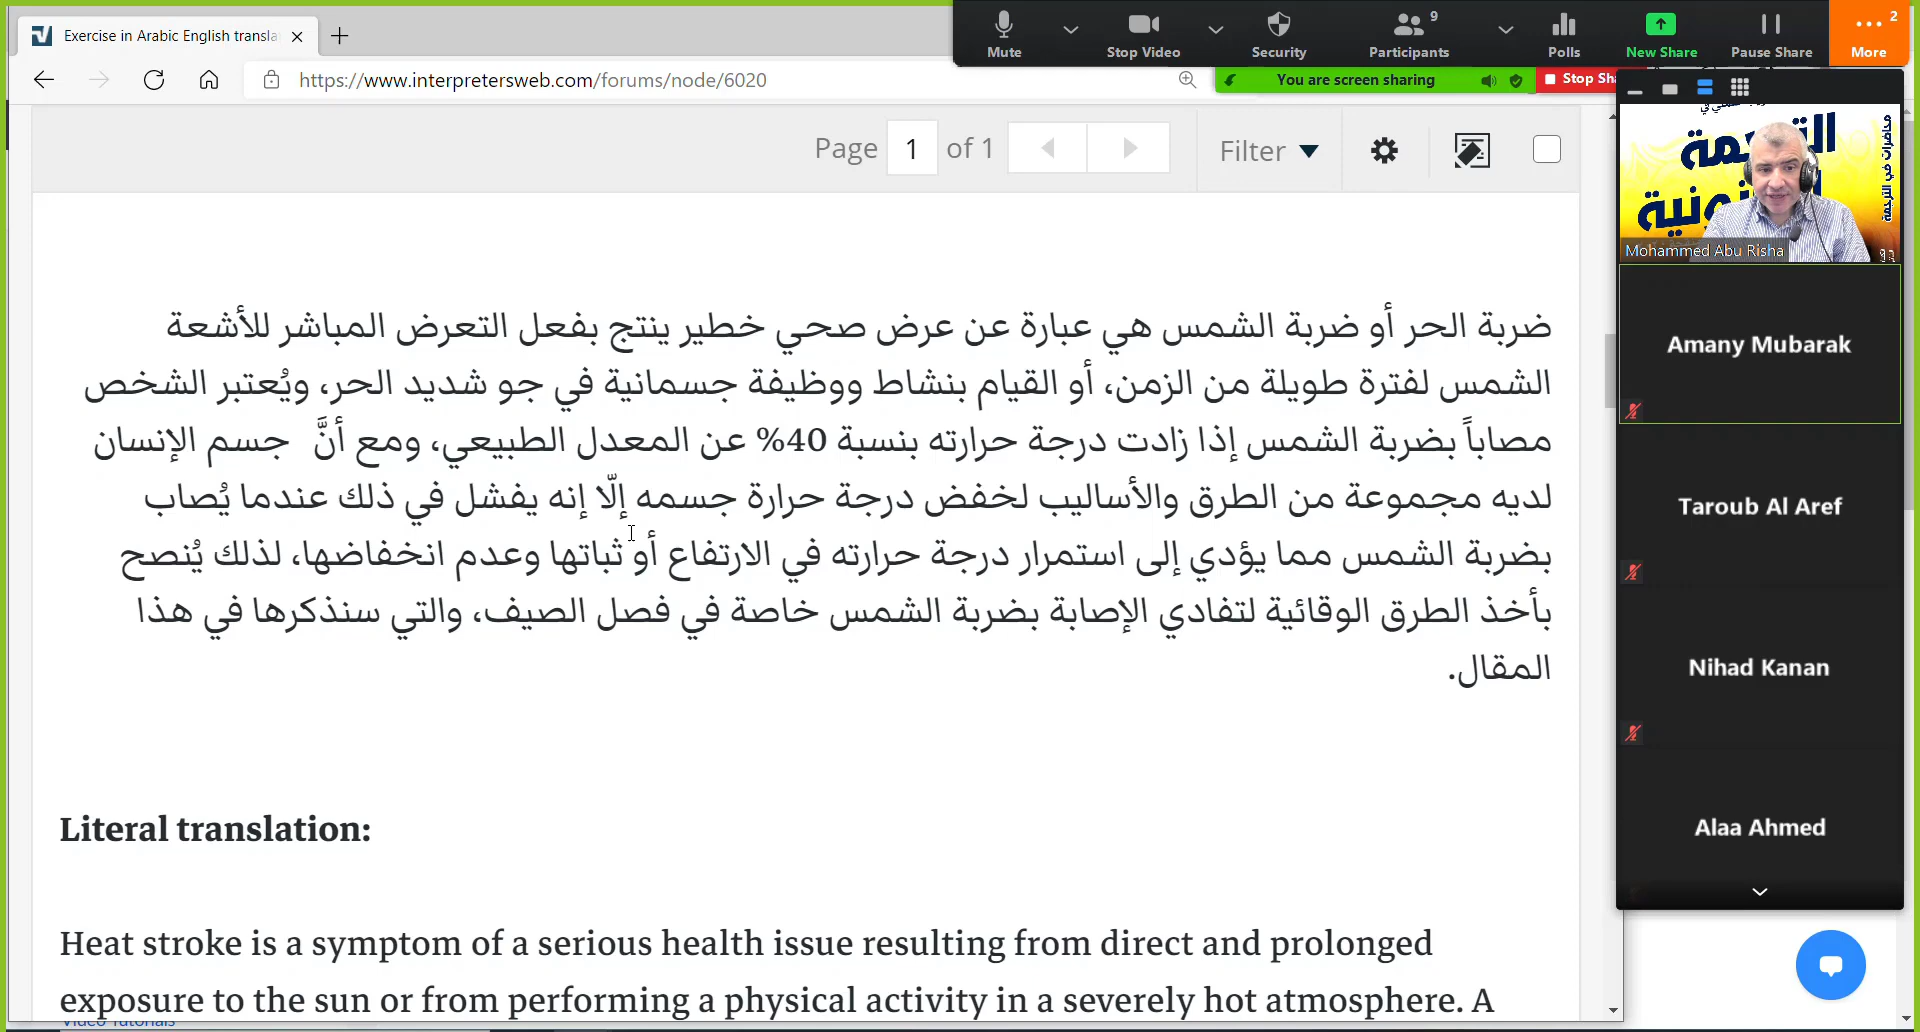 Exercise in Arabic English transla
https://www.interpretersweb.com/forums/node/6020
Mute
Stop Video
Security
Participants
9
Polls
New Share
Pause Share
More
2
You are screen sharing
Stop Sha
Page 1 of 1
Filter
ضربة الحر أو ضربة الشمس هي عبارة عن عرض صحي خطير ينتج بفعل التعرض المباشر للأشعة
الشمس لفترة طويلة من الزمن، أو القيام بنشاط ووظيفة جسمانية في جو شديد الحر، ويُعتبر الشخص
مصاباً بضربة الشمس إذا زادت درجة حرارته بنسبة 40% عن المعدل الطبيعي، ومع أنَّ جسم الإنسان
لديه مجموعة من الطرق والأساليب لخفض درجة حرارة جسمه إلّا إنه يفشل في ذلك عندما يُصاب
بضربة الشمس مما يؤدي إلى استمرار درجة حرارته في الارتفاع أو ثباتها وعدم انخفاضها، لذلك يُنصح
بأخذ الطرق الوقائية لتفادي الإصابة بضربة الشمس خاصة في فصل الصيف، والتي سنذكرها في هذا
المقال.
Literal translation:
Heat stroke is a symptom of a serious health issue resulting from direct and prolonged
exposure to the sun or from performing a physical activity in a severely hot atmosphere. A
Video Tutorials
محاضرات في الترجمة
Mohammed Abu Risha
Amany Mubarak
Taroub Al Aref
Nihad Kanan
Alaa Ahmed